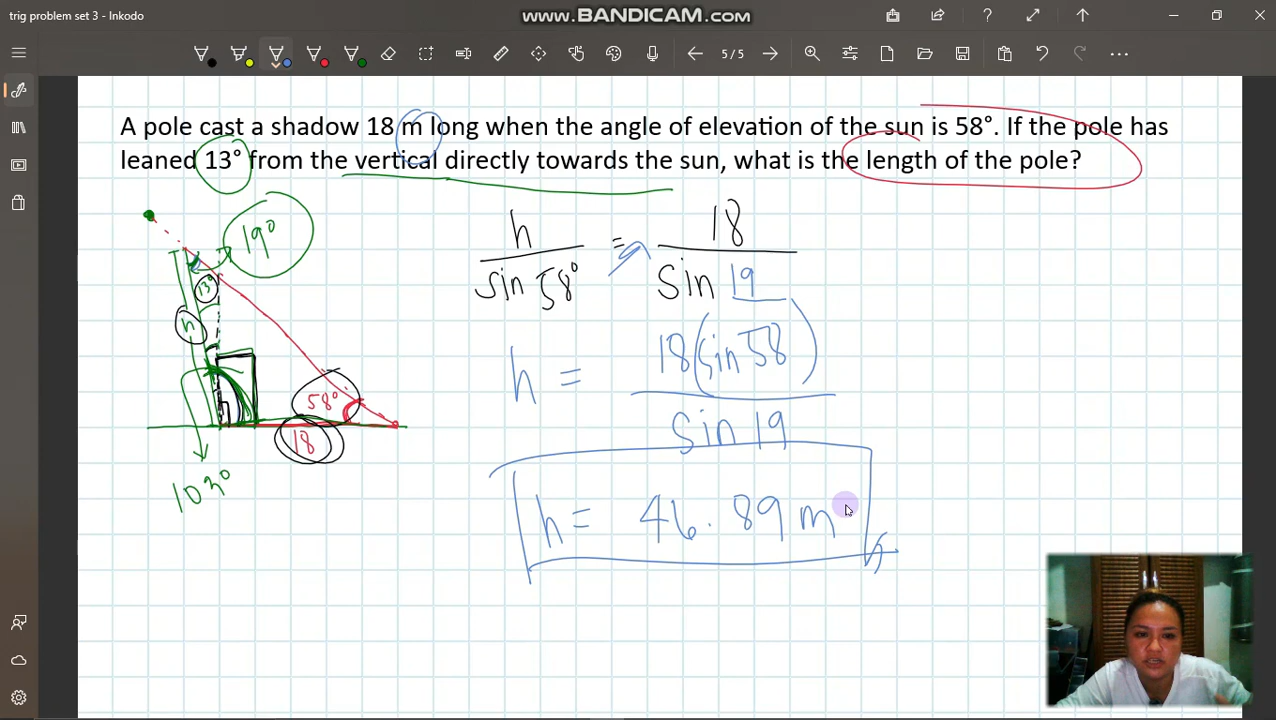 trig problem set 3 - Inkodo
www.BANDICAM.com
5/5
A pole cast a shadow 18 m long when the angle of elevation of the sun is 58°. If the pole has
leaned 13° from the vertical directly towards the sun, what is the length of the pole?
19°
13°
h
58°
18
103°
h / sin 58° = 18 / sin 19
h = 18(sin 58) / sin 19
h = 46.89 m